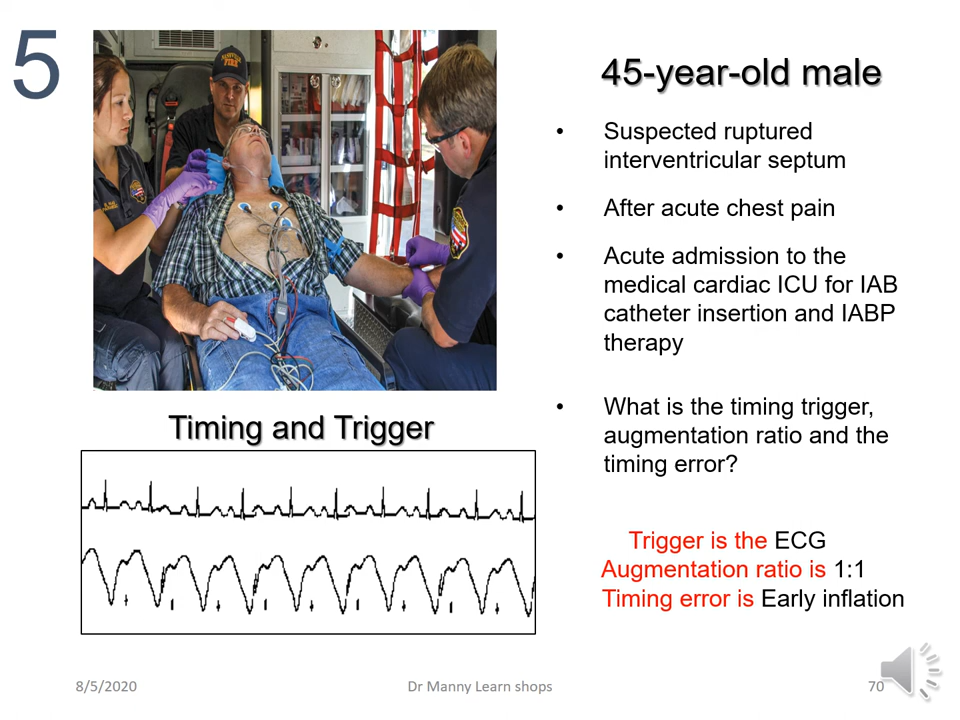 5
45-year-old male
• Suspected ruptured
interventricular septum
• After acute chest pain
• Acute admission to the
medical cardiac ICU for IAB
catheter insertion and IABP
therapy
• What is the timing trigger,
augmentation ratio and the
timing error?
Timing and Trigger
Trigger is the ECG
Augmentation ratio is 1:1
Timing error is Early inflation
8/5/2020
Dr Manny Learn shops
70